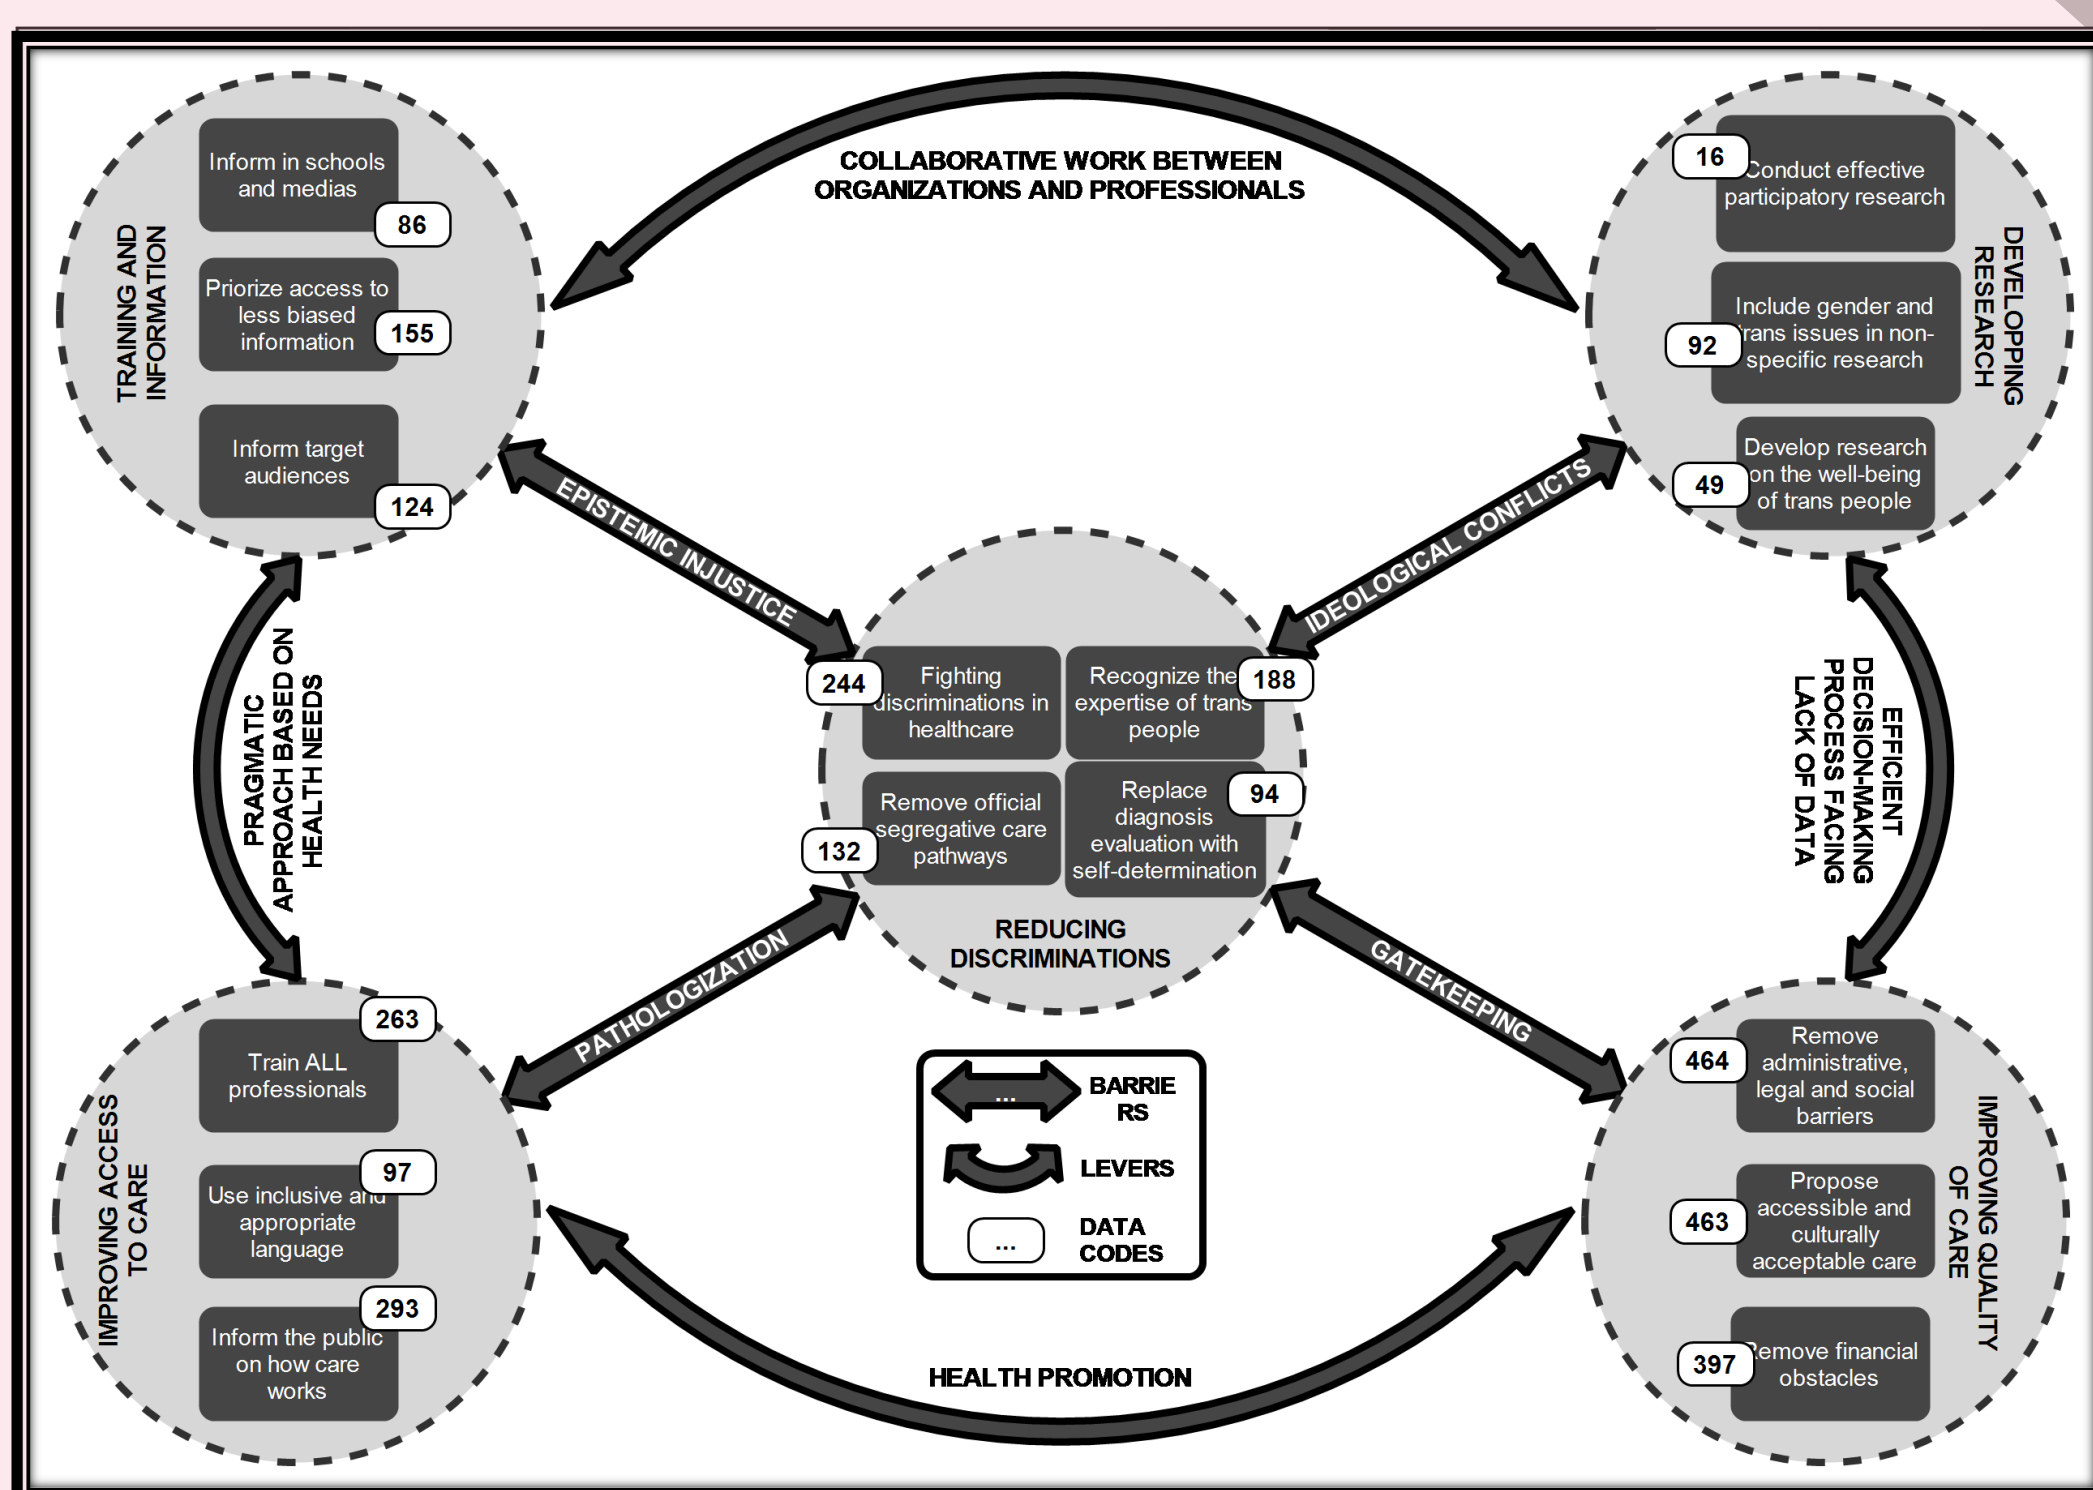 COLLABORATIVE WORK BETWEEN
ORGANIZATIONS AND PROFESSIONALS
TRAINING AND
INFORMATION
Inform in schools
and medias
86
Priorize access to
less biased
information
155
Inform target
audiences
124
DEVELOPPING
RESEARCH
16
Conduct effective
participatory research
92
Include gender and
trans issues in non-
specific research
49
Develop research
on the well-being
of trans people
EPISTEMIC INJUSTICE
IDEOLOGICAL CONFLICTS
PRAGMATIC
APPROACH BASED ON
HEALTH NEEDS
244
Fighting
discriminations in
healthcare
Recognize the
expertise of trans
people
188
132
Remove official
segregative care
pathways
Replace
diagnosis
evaluation with
self-determination
94
REDUCING
DISCRIMINATIONS
EFFICIENT
DECISION-MAKING
PROCESS FACING
LACK OF DATA
PATHOLOGIZATION
GATEKEEPING
IMPROVING ACCESS
TO CARE
263
Train ALL
professionals
97
Use inclusive and
appropriate
language
293
Inform the public
on how care
works
...
BARRIE
RS
LEVERS
...
DATA
CODES
IMPROVING QUALITY
OF CARE
464
Remove
administrative,
legal and social
barriers
463
Propose
accessible and
culturally
acceptable care
397
Remove financial
obstacles
HEALTH PROMOTION